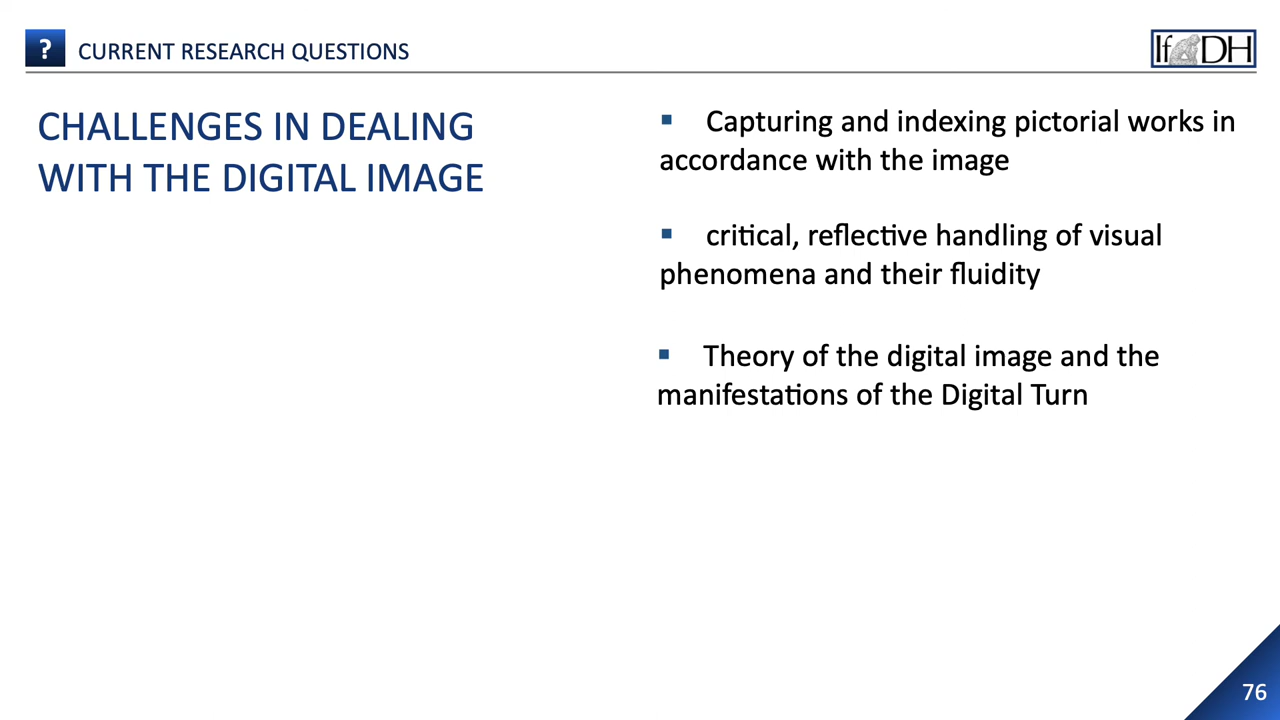 ?
CURRENT RESEARCH QUESTIONS
IfDH
CHALLENGES IN DEALING
WITH THE DIGITAL IMAGE
▪ Capturing and indexing pictorial works in
accordance with the image
▪ critical, reflective handling of visual
phenomena and their fluidity
▪ Theory of the digital image and the
manifestations of the Digital Turn
76